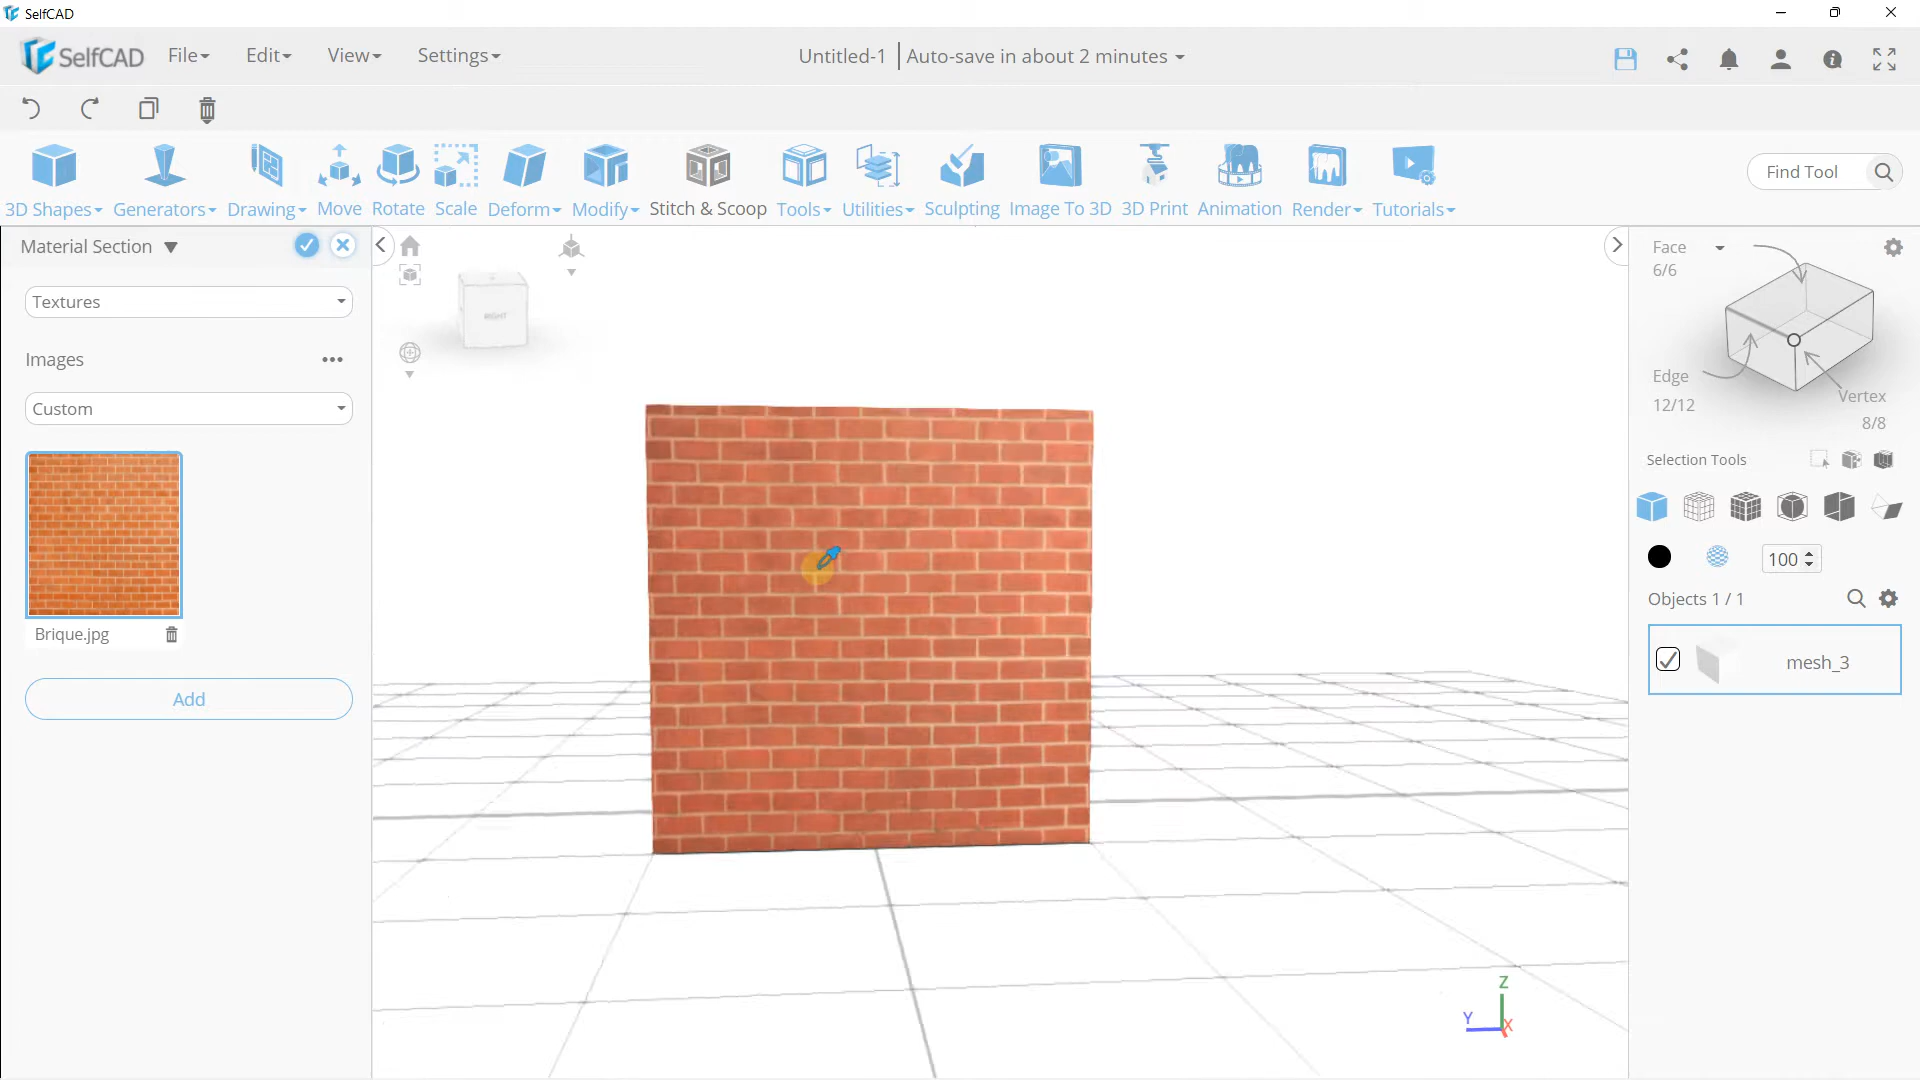 SelfCAD
SelfCAD
File
Edit
View
Settings
Untitled-1
Auto-save in about 2 minutes
3D Shapes
Generators
Drawing
Move
Rotate
Scale
Deform
Modify
Stitch & Scoop
Tools
Utilities
Sculpting
Image To 3D
3D Print
Animation
Render
Tutorials
Find Tool
Material Section
Textures
Images
Custom
Brique.jpg
Add
RIGHT
Face
6/6
Edge
12/12
Vertex
8/8
Selection Tools
100
Objects 1 / 1
mesh_3
Z
Y
X